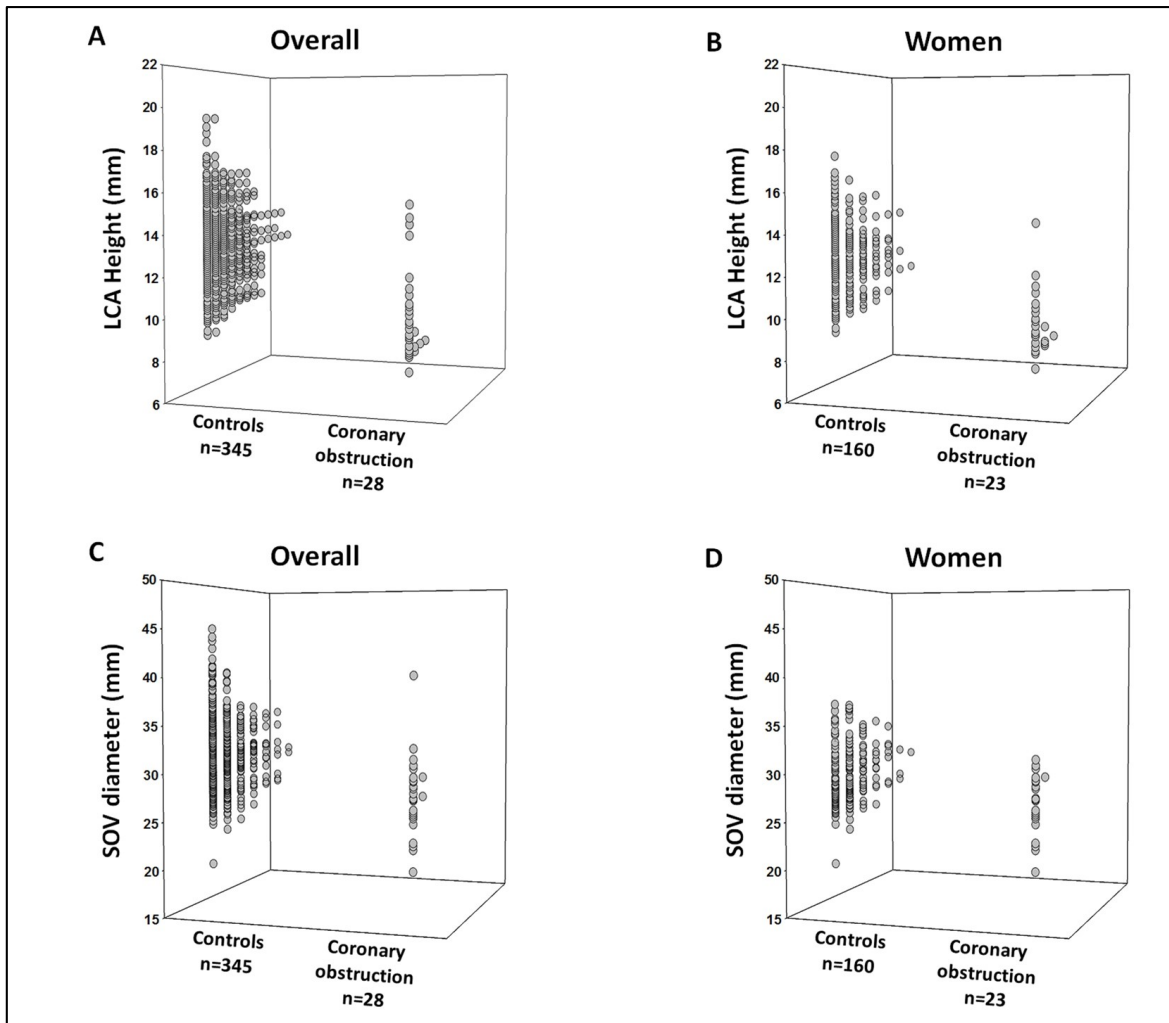 A
Overall
LCA Height (mm)
22
20
18
16
14
12
10
8
6
Controls
n=345
Coronary
obstruction
n=28
B
Women
LCA Height (mm)
22
20
18
16
14
12
10
8
6
Controls
n=160
Coronary
obstruction
n=23
C
Overall
SOV diameter (mm)
50
45
40
35
30
25
20
15
Controls
n=345
Coronary
obstruction
n=28
D
Women
SOV diameter (mm)
50
45
40
35
30
25
20
15
Controls
n=160
Coronary
obstruction
n=23